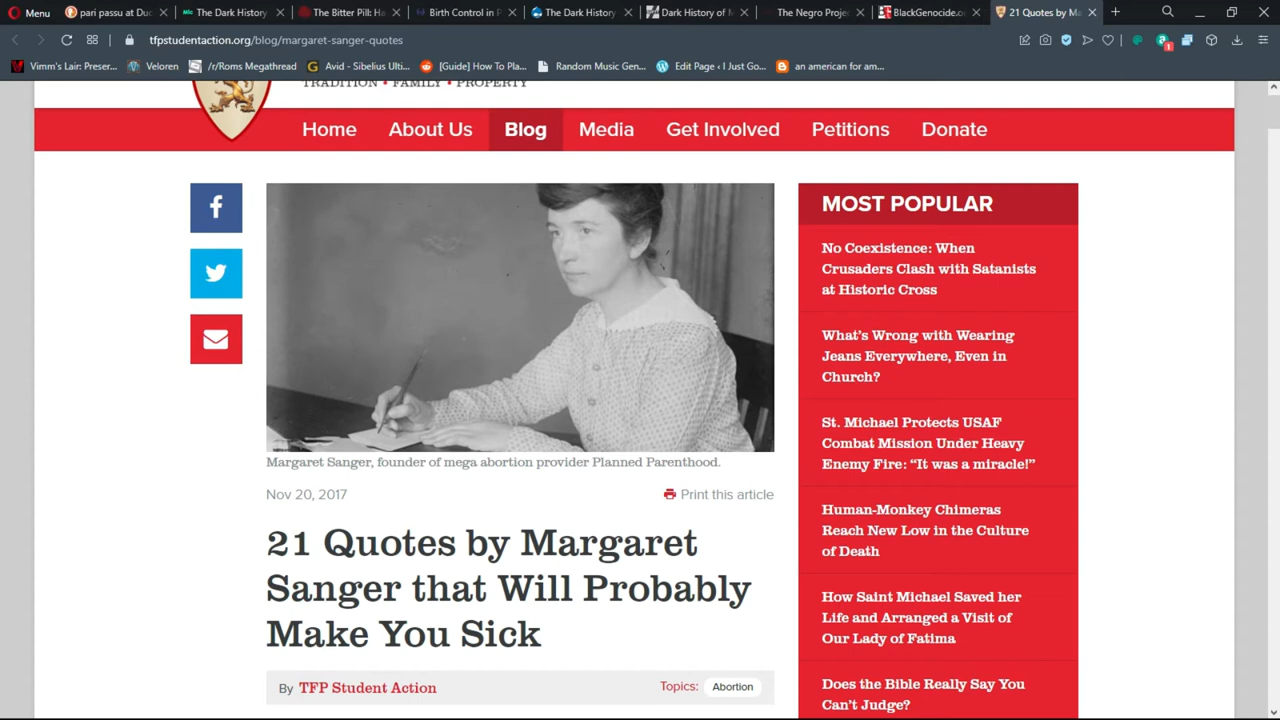 Menu
pari passu at Duc
The Dark History
The Bitter Pill: Ha
Birth Control in P
The Dark History
Dark History of M
The Negro Projec
BlackGenocide.o
21 Quotes by Ma
tfpstudentaction.org/blog/margaret-sanger-quotes
1
Vimm's Lair: Preser...
Veloren
/r/Roms Megathread
Avid - Sibelius Ulti...
[Guide] How To Pla...
Random Music Gen...
Edit Page ‹ I Just Go...
an american for am...
TRADITION • FAMILY • PROPERTY
Home
About Us
Blog
Media
Get Involved
Petitions
Donate
Margaret Sanger, founder of mega abortion provider Planned Parenthood.
Nov 20, 2017
Print this article
21 Quotes by Margaret
Sanger that Will Probably
Make You Sick
By TFP Student Action
Topics: Abortion
MOST POPULAR
No Coexistence: When
Crusaders Clash with Satanists
at Historic Cross
What's Wrong with Wearing
Jeans Everywhere, Even in
Church?
St. Michael Protects USAF
Combat Mission Under Heavy
Enemy Fire: “It was a miracle!”
Human-Monkey Chimeras
Reach New Low in the Culture
of Death
How Saint Michael Saved her
Life and Arranged a Visit of
Our Lady of Fatima
Does the Bible Really Say You
Can't Judge?